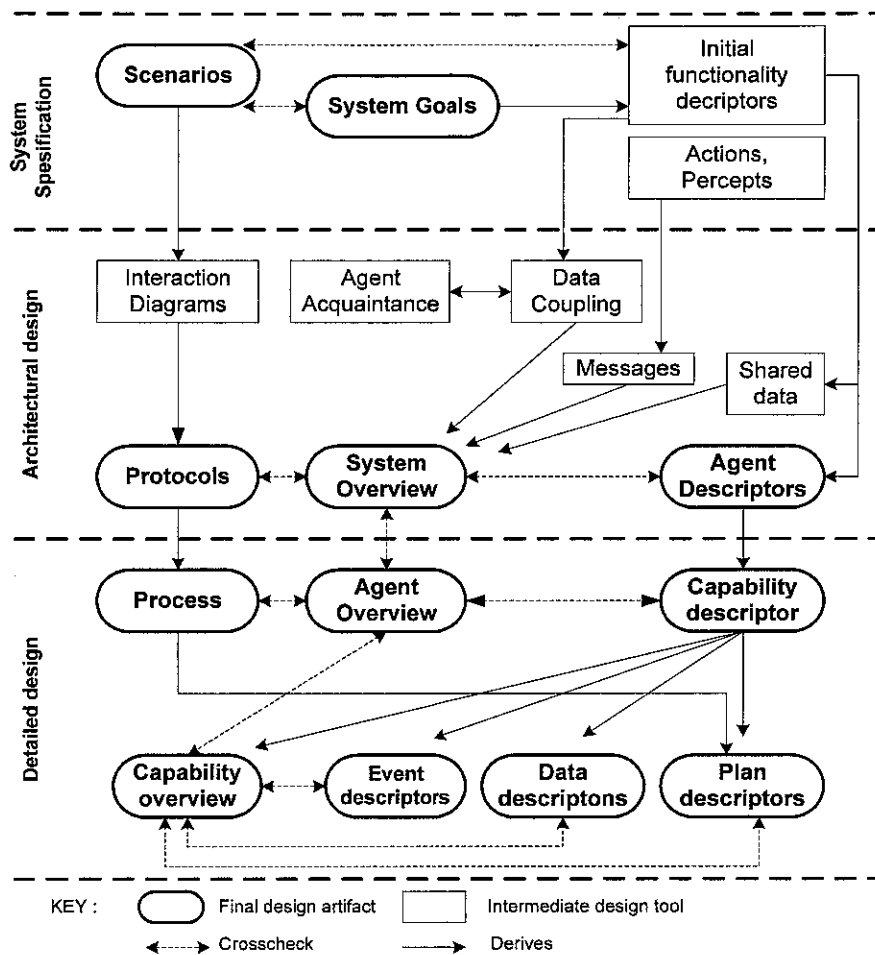 System
Spesification
Scenarios
System Goals
Initial
functionality
decriptors
Actions,
Percepts
Architectural design
Interaction
Diagrams
Agent
Acquaintance
Data
Coupling
Messages
Shared
data
Protocols
System
Overview
Agent
Descriptors
Detailed design
Process
Agent
Overview
Capability
descriptor
Capability
overview
Event
descriptors
Data
descriptons
Plan
descriptors
KEY :
Final design artifact
Intermediate design tool
Crosscheck
Derives